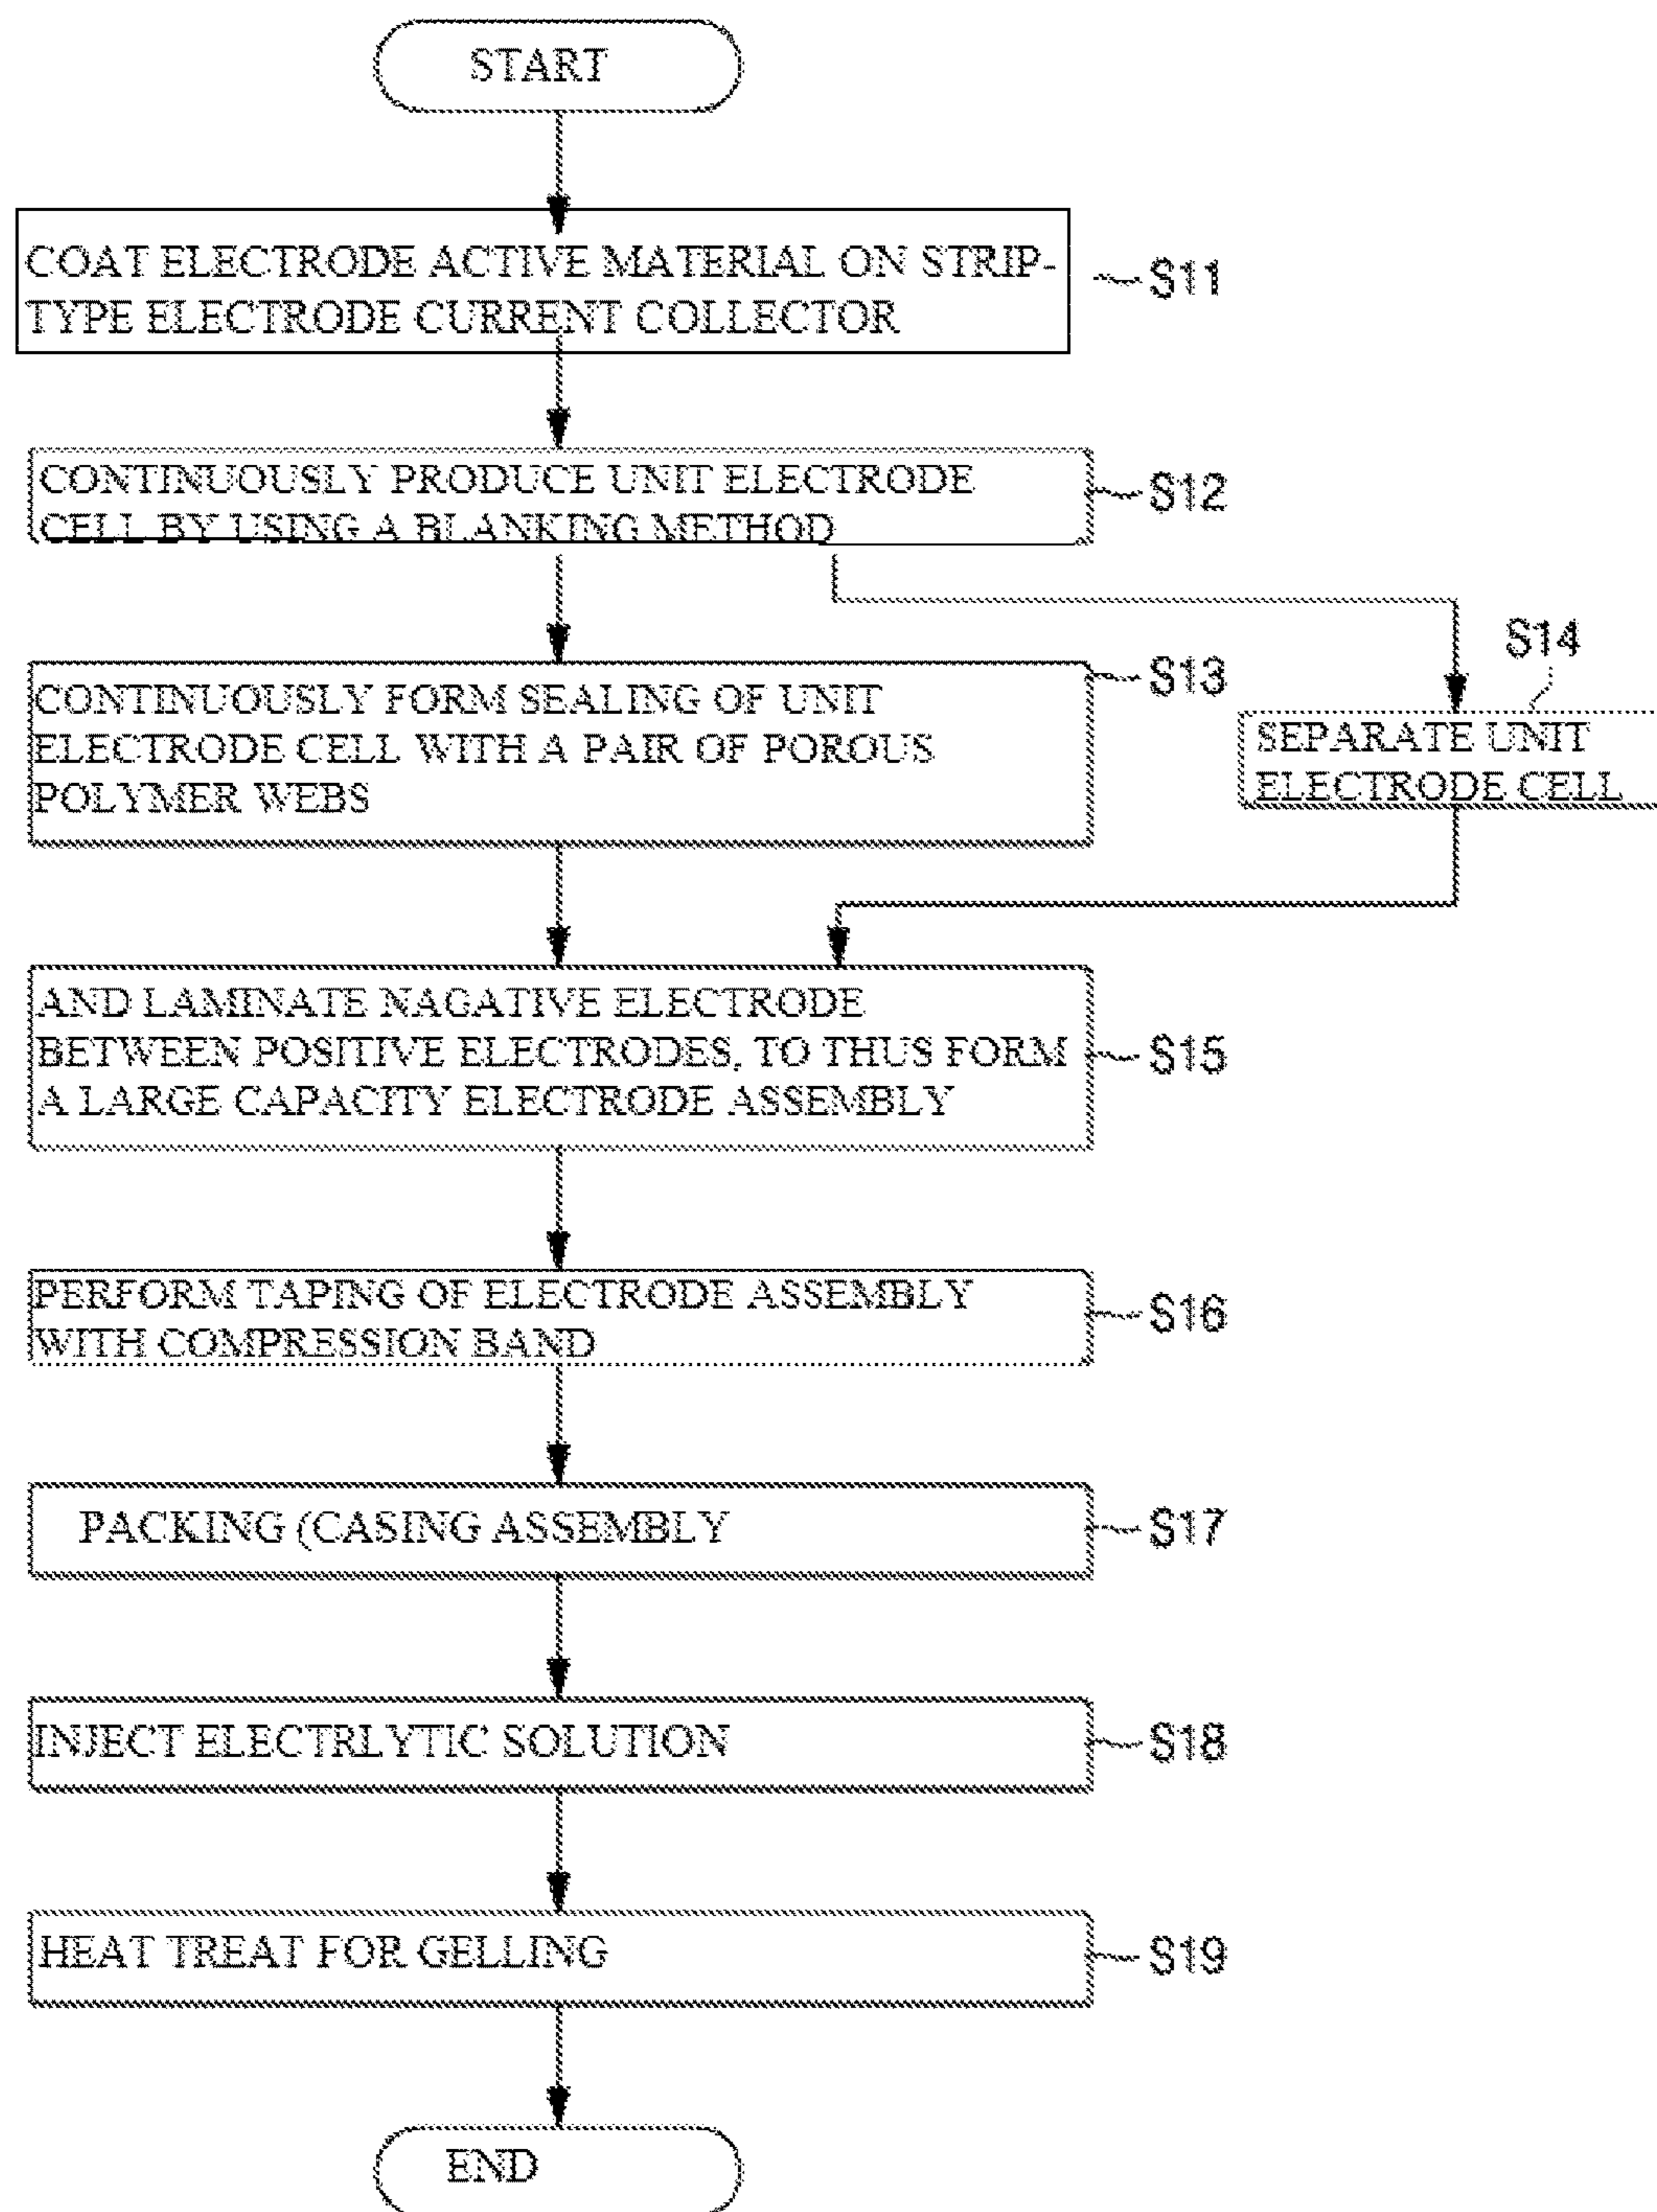 START
COAT ELECTRODE ACTIVE MATERIAL ON STRIP-
TYPE ELECTRODE CURRENT COLLECTOR
S11
CONTINUOUSLY PRODUCE UNIT ELECTRODE
CELL BY USING A BLANKING METHOD
S12
CONTINUOUSLY FORM SEALING OF UNIT
ELECTRODE CELL WITH A PAIR OF POROUS
POLYMER WEBS
S13
S14
SEPARATE UNIT
ELECTRODE CELL
AND LAMINATE NAGATIVE ELECTRODE
BETWEEN POSITIVE ELECTRODES, TO THUS FORM
A LARGE CAPACITY ELECTRODE ASSEMBLY
S15
PERFORM TAPING OF ELECTRODE ASSEMBLY
WITH COMPRESSION BAND
S16
PACKING (CASING ASSEMBLY
S17
INJECT ELECTRLYTIC SOLUTION
S18
HEAT TREAT FOR GELLING
S19
END